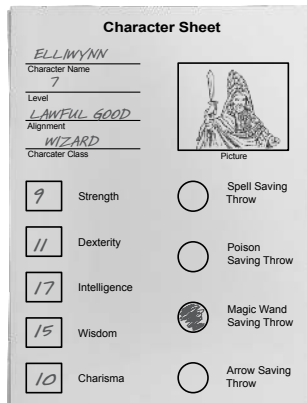 Character Sheet
ELLIWYNN
Character Name
7
Level
LAWFUL GOOD
Alignment
WIZARD
Charcater Class
Picture
9 Strength
Spell Saving
Throw
11 Dexterity
Poison
Saving Throw
17 Intelligence
Magic Wand
Saving Throw
15 Wisdom
10 Charisma
Arrow Saving
Throw